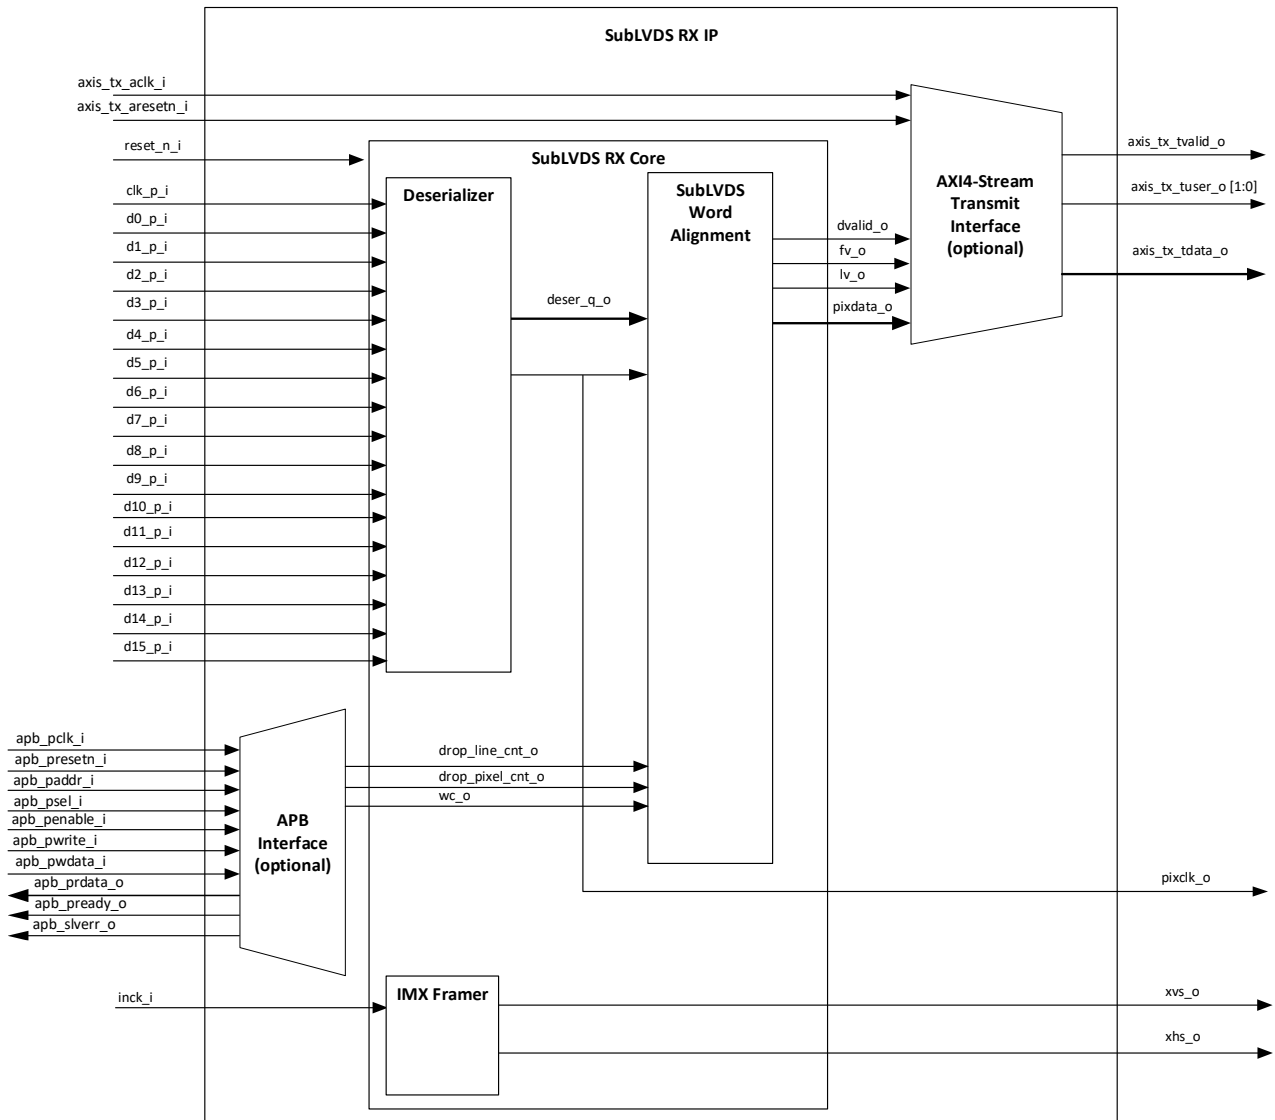 SubLVDS RX IP
axis_tx_aclk_i
axis_tx_aresetn_i
reset_n_i
SubLVDS RX Core
clk_p_i
d0_p_i
d1_p_i
d2_p_i
d3_p_i
d4_p_i
d5_p_i
d6_p_i
d7_p_i
d8_p_i
d9_p_i
d10_p_i
d11_p_i
d12_p_i
d13_p_i
d14_p_i
d15_p_i
Deserializer
deser_q_o
SubLVDS
Word
Alignment
dvalid_o
fv_o
lv_o
pixdata_o
AXI4-Stream
Transmit
Interface
(optional)
axis_tx_tvalid_o
axis_tx_tuser_o [1:0]
axis_tx_tdata_o
apb_pclk_i
apb_presetn_i
apb_paddr_i
apb_psel_i
apb_penable_i
apb_pwrite_i
apb_pwdata_i
apb_prdata_o
apb_pready_o
apb_slverr_o
APB
Interface
(optional)
drop_line_cnt_o
drop_pixel_cnt_o
wc_o
pixclk_o
inck_i
IMX Framer
xvs_o
xhs_o